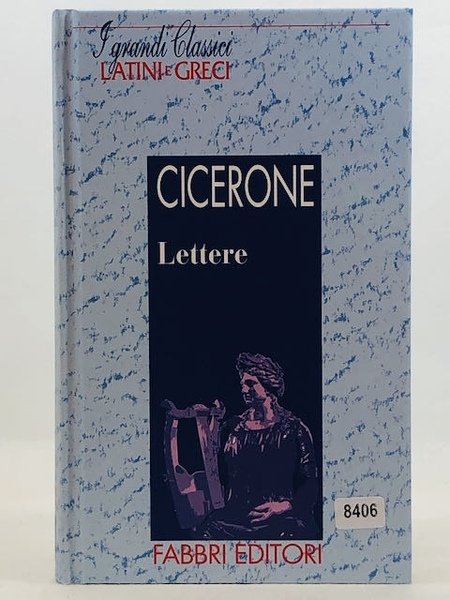 I grandi Classici
LATINI E GRECI
CICERONE
Lettere
8406
FABBRI EDITORI